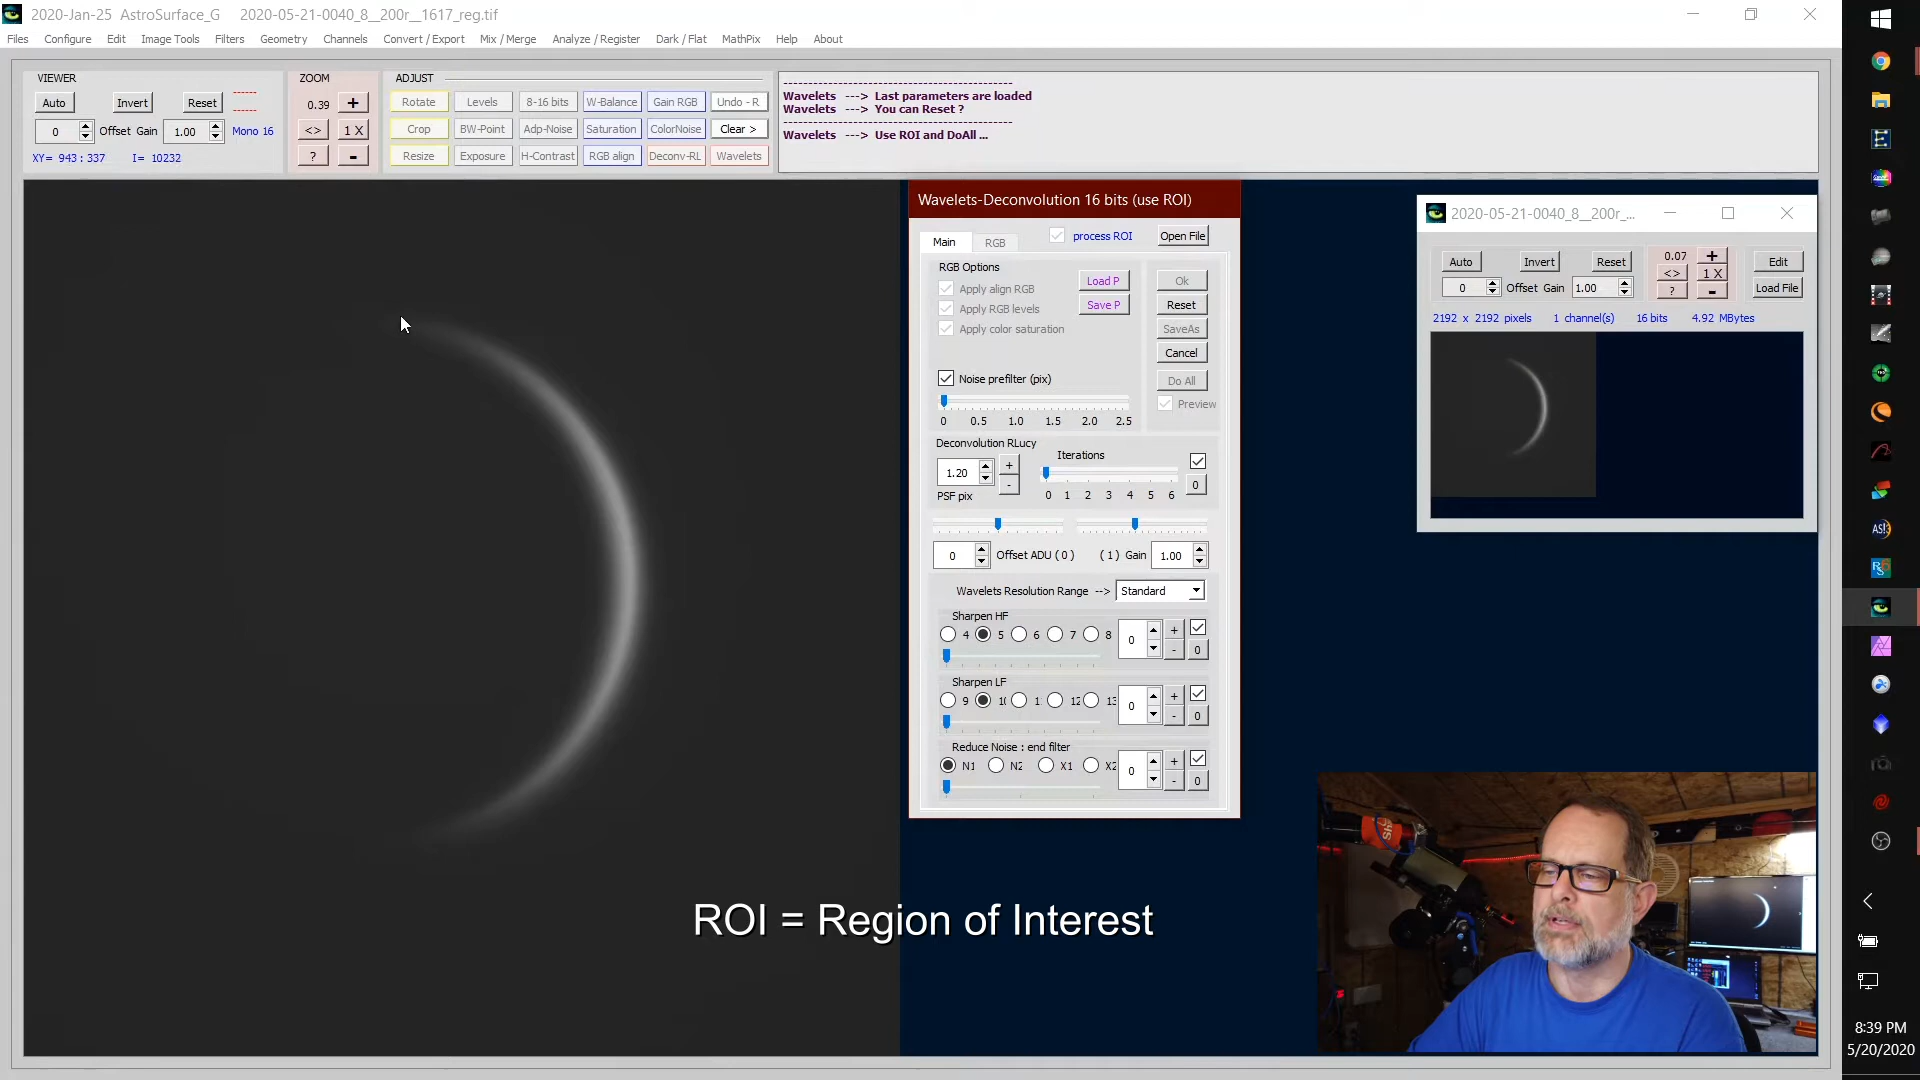 2020-Jan-25 AstroSurface_G 2020-05-21-0040_8__200r__1617_reg.tif
Files Configure Edit Image Tools Filters Geometry Channels Convert / Export Mix / Merge Analyze / Register Dark / Flat MathPix Help About
VIEWER
Auto Invert Reset ------
------
0 Offset Gain 1.00 Mono 16
XY= 943 : 337 I= 10232
ZOOM
0.39 +
<> 1 X
? -
ADJUST
Rotate Levels 8-16 bits W-Balance Gain RGB Undo - R
Crop BW-Point Adp-Noise Saturation ColorNoise Clear >
Resize Exposure H-Contrast RGB align Deconv-RL Wavelets
----------------------------------------------
Wavelets ---> Last parameters are loaded
Wavelets ---> You can Reset ?
----------------------------------------------
Wavelets ---> Use ROI and DoAll ...
Wavelets-Deconvolution 16 bits (use ROI)
Main RGB process ROI Open File
RGB Options
Apply align RGB
Apply RGB levels
Apply color saturation
Load P
Save P
Ok
Reset
SaveAs
Cancel
Do All
Preview
Noise prefilter (pix)
0 0.5 1.0 1.5 2.0 2.5
Deconvolution RLucy
Iterations
1.20 + -
PSF pix
0 1 2 3 4 5 6
0
0 Offset ADU ( 0 ) ( 1 ) Gain 1.00
Wavelets Resolution Range --> Standard
Sharpen HF
4 5 6 7 8 0 + - 0
Sharpen LF
9 10 1: 12 13 0 + - 0
Reduce Noise : end filter
N1 N2 X1 X2 0 + - 0
2020-05-21-0040_8__200r_...
Auto Invert Reset
0 Offset Gain 1.00
0.07 +
<> 1 X
? -
Edit
Load File
2192 x 2192 pixels 1 channel(s) 16 bits 4.92 MBytes
ROI = Region of Interest
8:39 PM
5/20/2020